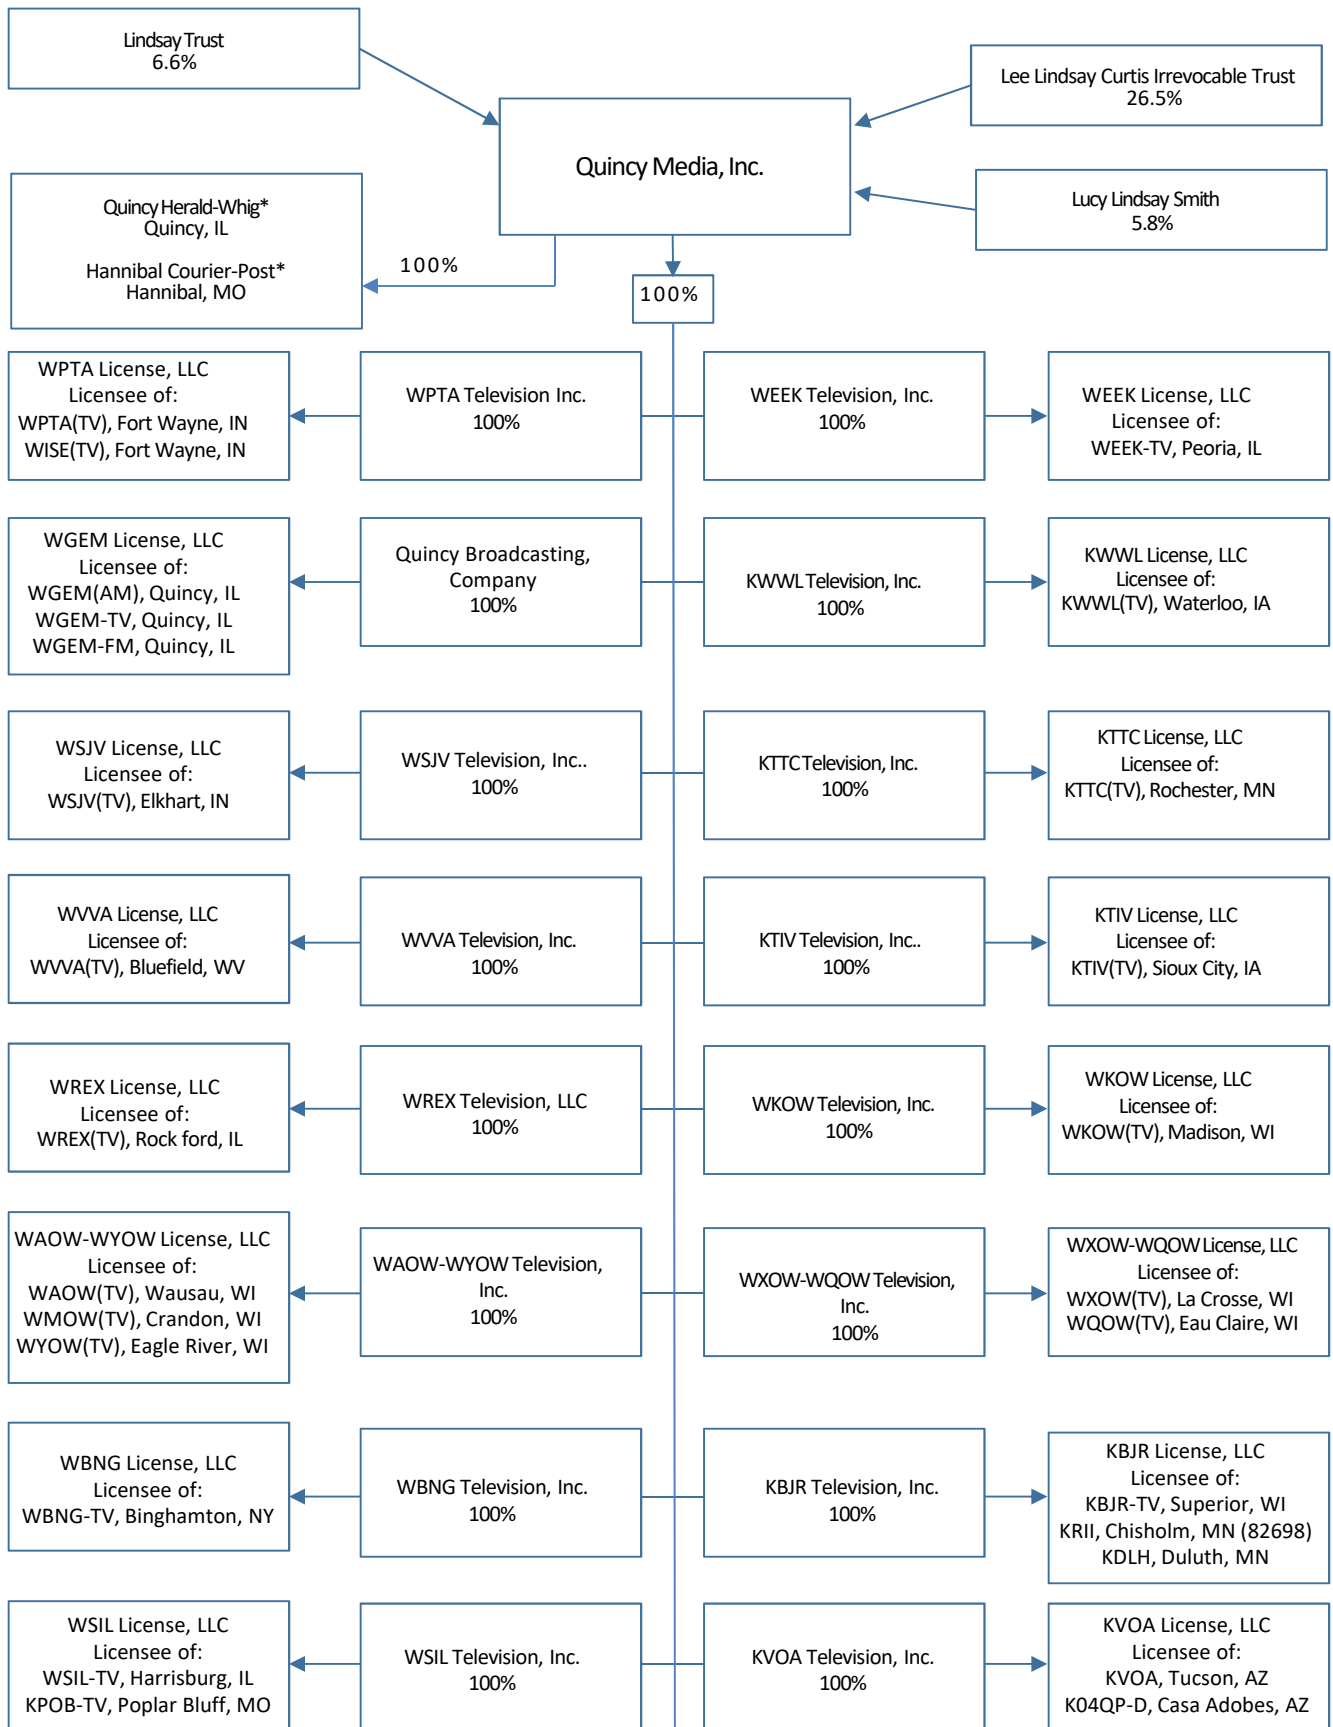 Lindsay Trust
6.6%
Lee Lindsay Curtis Irrevocable Trust
26.5%
Quincy Media, Inc.
Lucy Lindsay Smith
5.8%
Quincy Herald-Whig*
Quincy, IL
Hannibal Courier-Post*
Hannibal, MO
100%
100%
WPTA License, LLC
Licensee of:
WPTA(TV), Fort Wayne, IN
WISE(TV), Fort Wayne, IN
WPTA Television Inc.
100%
WEEK Television, Inc.
100%
WEEK License, LLC
Licensee of:
WEEK-TV, Peoria, IL
WGEM License, LLC
Licensee of:
WGEM(AM), Quincy, IL
WGEM-TV, Quincy, IL
WGEM-FM, Quincy, IL
Quincy Broadcasting,
Company
100%
KWWL Television, Inc.
100%
KWWL License, LLC
Licensee of:
KWWL(TV), Waterloo, IA
WSJV License, LLC
Licensee of:
WSJV(TV), Elkhart, IN
WSJV Television, Inc..
100%
KTTC Television, Inc.
100%
KTTC License, LLC
Licensee of:
KTTC(TV), Rochester, MN
WVVA License, LLC
Licensee of:
WVVA(TV), Bluefield, WV
WVVA Television, Inc.
100%
KTIV Television, Inc..
100%
KTIV License, LLC
Licensee of:
KTIV(TV), Sioux City, IA
WREX License, LLC
Licensee of:
WREX(TV), Rock ford, IL
WREX Television, LLC
100%
WKOW Television, Inc.
100%
WKOW License, LLC
Licensee of:
WKOW(TV), Madison, WI
WAOW-WYOW License, LLC
Licensee of:
WAOW(TV), Wausau, WI
WMOW(TV), Crandon, WI
WYOW(TV), Eagle River, WI
WAOW-WYOW Television,
Inc.
100%
WXOW-WQOW Television,
Inc.
100%
WXOW-WQOW License, LLC
Licensee of:
WXOW(TV), La Crosse, WI
WQOW(TV), Eau Claire, WI
WBNG License, LLC
Licensee of:
WBNG-TV, Binghamton, NY
WBNG Television, Inc.
100%
KBJR Television, Inc.
100%
KBJR License, LLC
Licensee of:
KBJR-TV, Superior, WI
KRII, Chisholm, MN (82698)
KDLH, Duluth, MN
WSIL License, LLC
Licensee of:
WSIL-TV, Harrisburg, IL
KPOB-TV, Poplar Bluff, MO
WSIL Television, Inc.
100%
KVOA Television, Inc.
100%
KVOA License, LLC
Licensee of:
KVOA, Tucson, AZ
K04QP-D, Casa Adobes, AZ